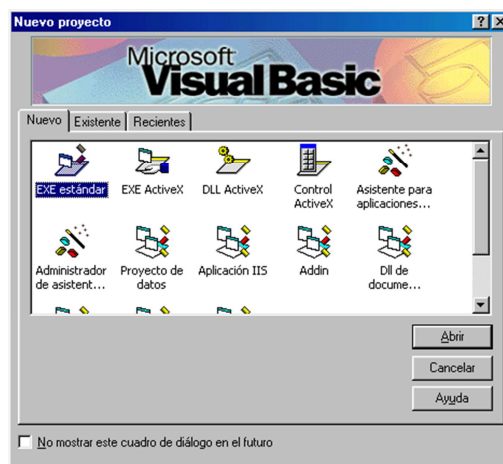 Nuevo proyecto
Microsoft
Visual Basic
Nuevo
Existente
Recientes
EXE estándar
EXE ActiveX
DLL ActiveX
Control
ActiveX
Asistente para
aplicaciones...
Administrador
de asistent...
Proyecto de
datos
Aplicación IIS
Addin
Dll de
docume...
Abrir
Cancelar
Ayuda
No mostrar este cuadro de diálogo en el futuro